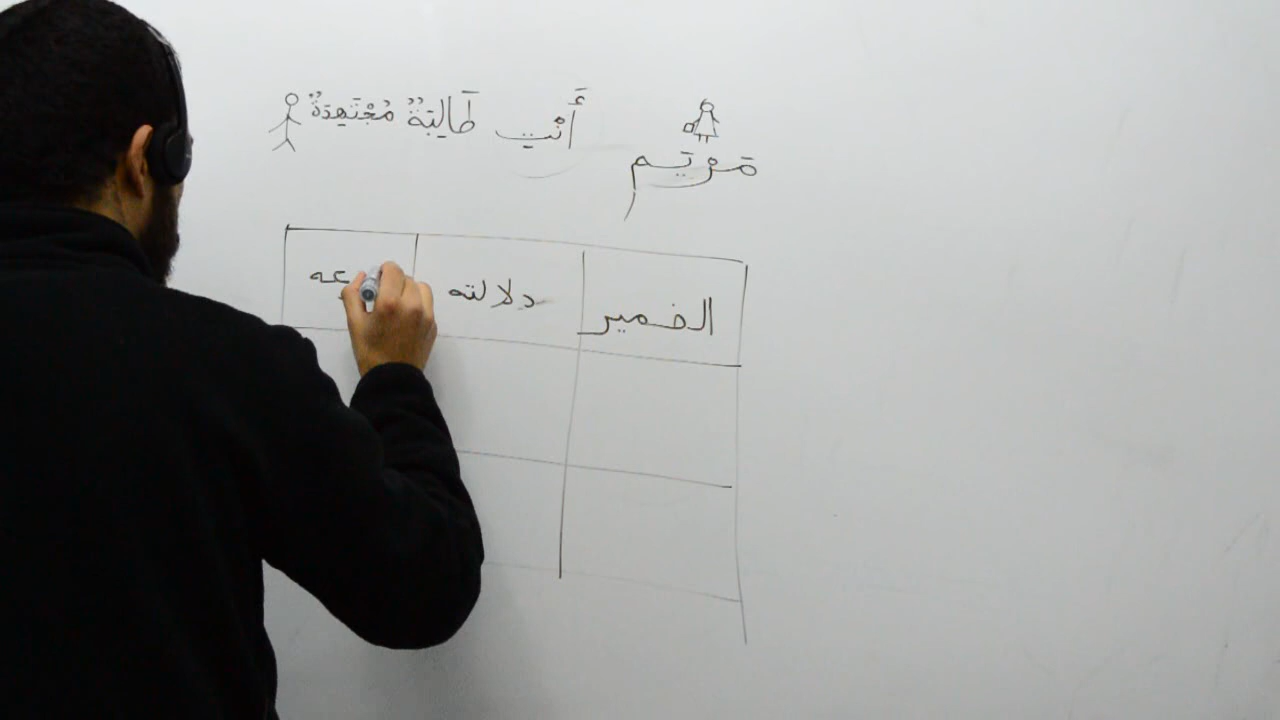 أَنْتِ طَالِبَةٌ مُجْتَهِدَةٌ
مَرْيَم
الضمير دلالته